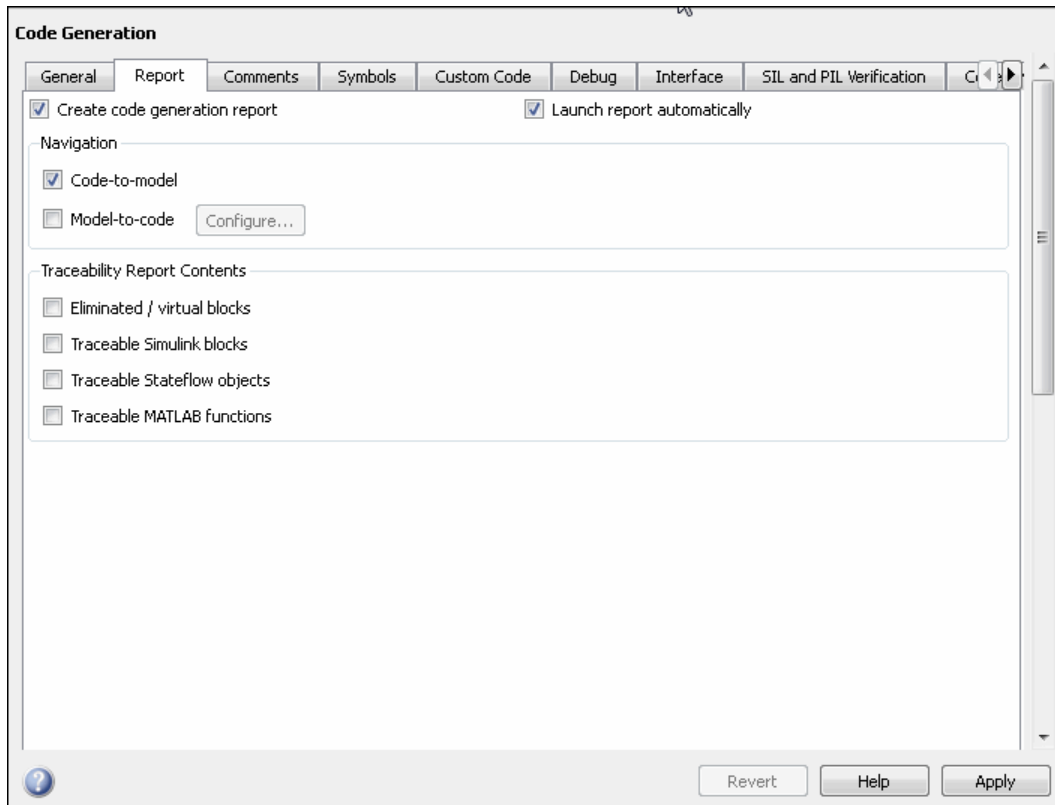 Code Generation
General Report Comments Symbols Custom Code Debug Interface SIL and PIL Verification
Create code generation report Launch report automatically
Navigation
Code-to-model
Model-to-code Configure...
Traceability Report Contents
Eliminated / virtual blocks
Traceable Simulink blocks
Traceable Stateflow objects
Traceable MATLAB functions
Revert Help Apply